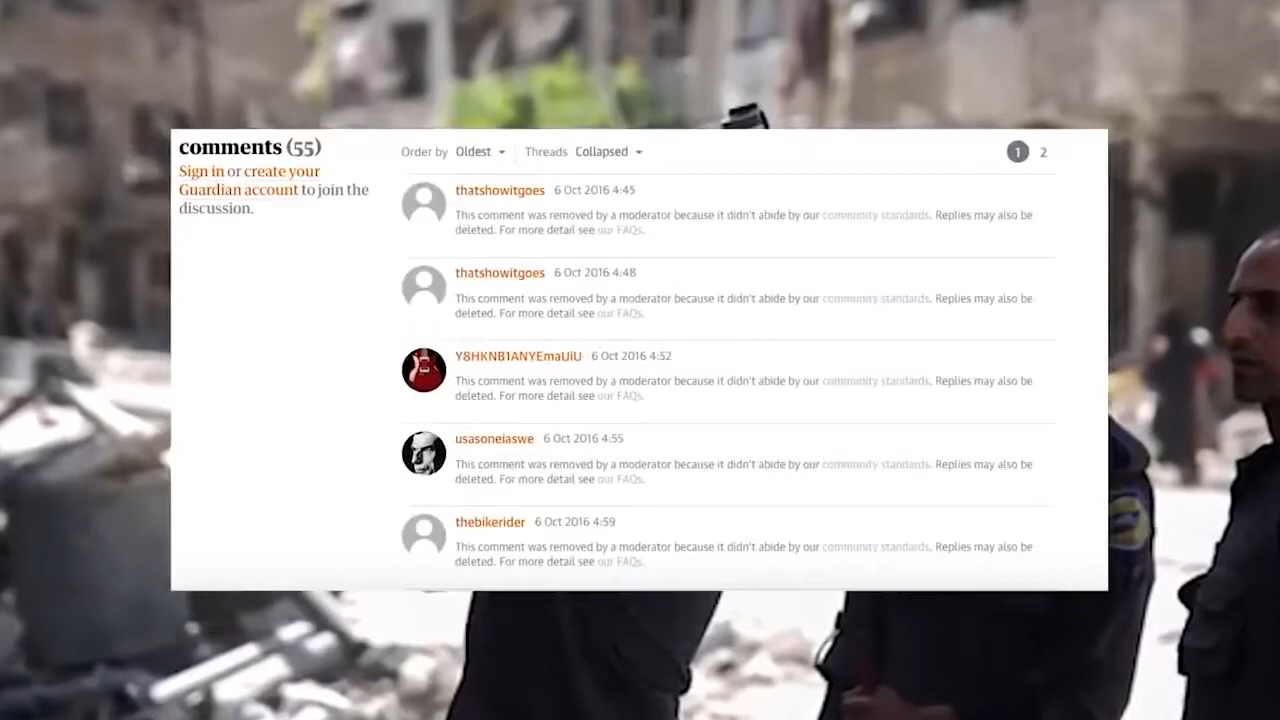 comments (55)
Sign in or create your
Guardian account to join the
discussion.
Order by Oldest Threads Collapsed 1 2
thatshowitgoes 6 Oct 2016 4:45
This comment was removed by a moderator because it didn't abide by our community standards. Replies may also be
deleted. For more detail see our FAQs.
thatshowitgoes 6 Oct 2016 4:48
This comment was removed by a moderator because it didn't abide by our community standards. Replies may also be
deleted. For more detail see our FAQs.
Y8HKNB1ANYEmaUiU 6 Oct 2016 4:52
This comment was removed by a moderator because it didn't abide by our community standards. Replies may also be
deleted. For more detail see our FAQs.
usasoneiaswe 6 Oct 2016 4:55
This comment was removed by a moderator because it didn't abide by our community standards. Replies may also be
deleted. For more detail see our FAQs.
thebikerider 6 Oct 2016 4:59
This comment was removed by a moderator because it didn't abide by our community standards. Replies may also be
deleted. For more detail see our FAQs.